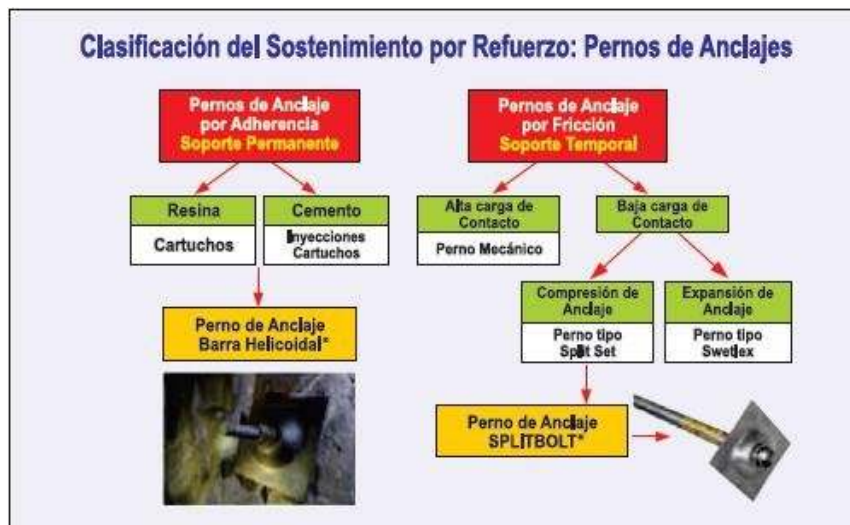 Clasificación del Sostenimiento por Refuerzo: Pernos de Anclajes
Pernos de Anclaje
por Adherencia
Soporte Permanente
Pernos de Anclaje
por Fricción
Soporte Temporal
Resina
Cartuchos
Cemento
Inyecciones
Cartuchos
Alta carga de
Contacto
Perno Mecánico
Baja carga de
Contacto
Perno de Anclaje
Barra Helicoidal*
Compresión de
Anclaje
Perno tipo
Split Set
Expansión de
Anclaje
Perno tipo
Swetlex
Perno de Anclaje
SPLITBOLT*